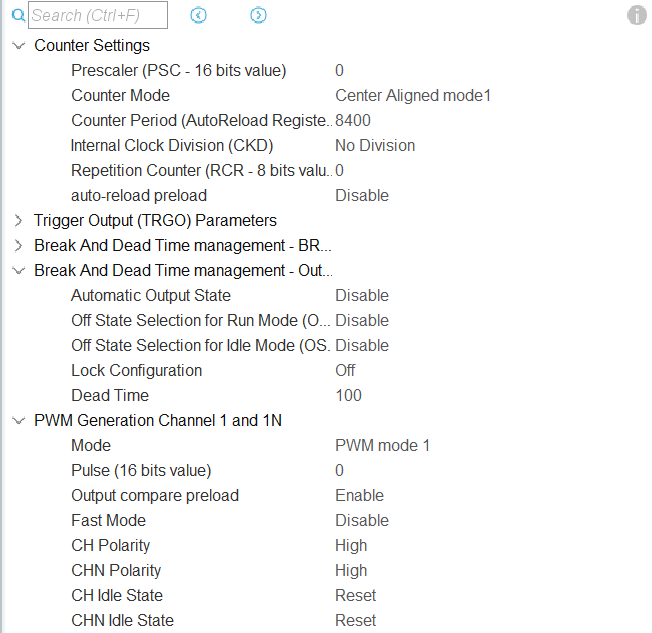 Search (Ctrl+F)
Counter Settings
Prescaler (PSC - 16 bits value) 0
Counter Mode Center Aligned mode1
Counter Period (AutoReload Registe... 8400
Internal Clock Division (CKD) No Division
Repetition Counter (RCR - 8 bits valu... 0
auto-reload preload Disable
Trigger Output (TRGO) Parameters
Break And Dead Time management - BR...
Break And Dead Time management - Out...
Automatic Output State Disable
Off State Selection for Run Mode (O... Disable
Off State Selection for Idle Mode (OS... Disable
Lock Configuration Off
Dead Time 100
PWM Generation Channel 1 and 1N
Mode PWM mode 1
Pulse (16 bits value) 0
Output compare preload Enable
Fast Mode Disable
CH Polarity High
CHN Polarity High
CH Idle State Reset
CHN Idle State Reset